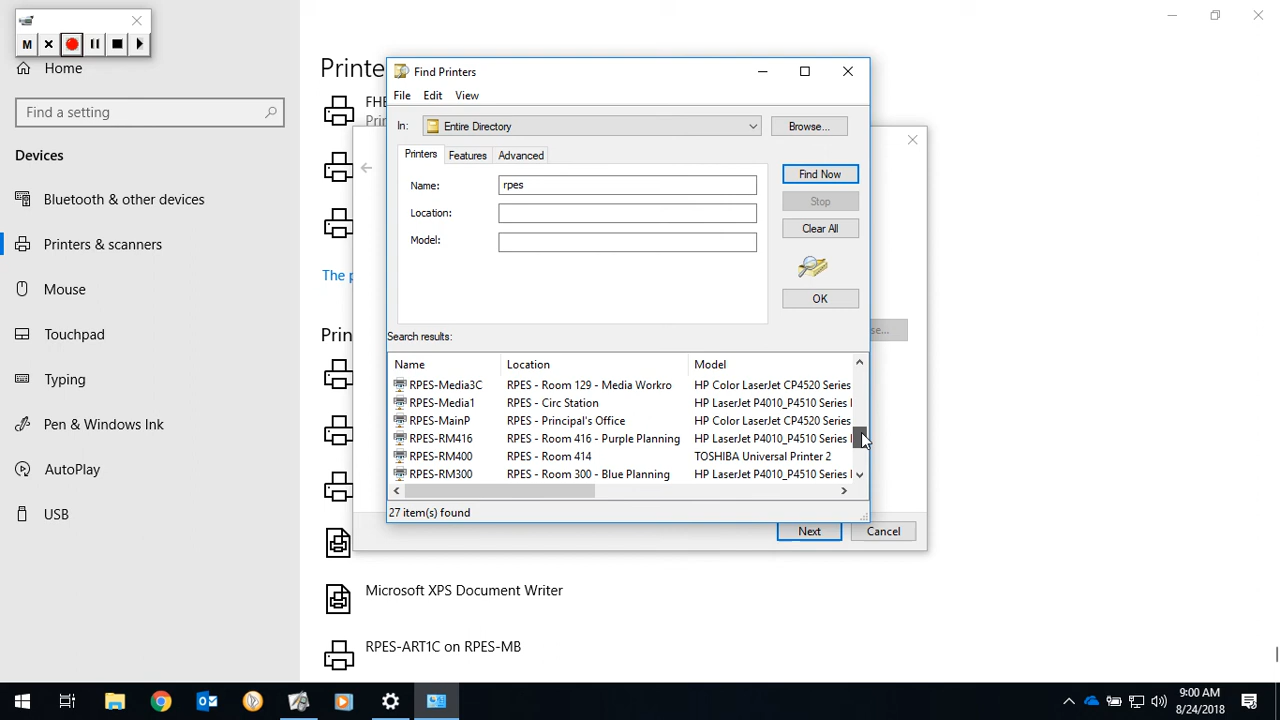 M
Home
Find a setting
Devices
Bluetooth & other devices
Printers & scanners
Mouse
Touchpad
Typing
Pen & Windows Ink
AutoPlay
USB
Printe
FHE
Prin
The p
Prin
Microsoft XPS Document Writer
RPES-ART1C on RPES-MB
se...
Next
Cancel
Find Printers
File Edit View
In: Entire Directory Browse...
Printers Features Advanced
Name: rpes
Location:
Model:
Find Now
Stop
Clear All
OK
Search results:
Name Location Model
RPES-Media3C RPES - Room 129 - Media Workro HP Color LaserJet CP4520 Series
RPES-Media1 RPES - Circ Station HP LaserJet P4010_P4510 Series
RPES-MainP RPES - Principal's Office HP Color LaserJet CP4520 Series
RPES-RM416 RPES - Room 416 - Purple Planning HP LaserJet P4010_P4510 Series
RPES-RM400 RPES - Room 414 TOSHIBA Universal Printer 2
RPES-RM300 RPES - Room 300 - Blue Planning HP LaserJet P4010_P4510 Series
27 item(s) found
9:00 AM
8/24/2018